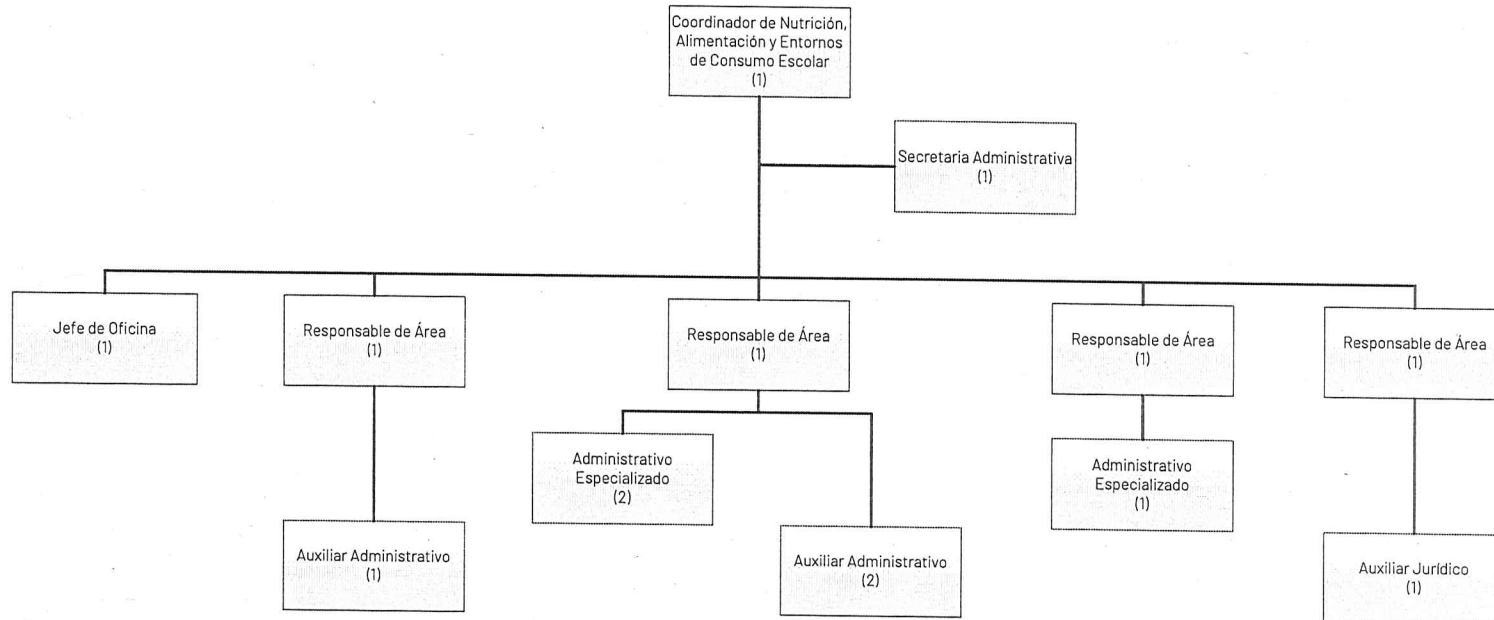 Coordinador de Nutrición,
Alimentación y Entornos
de Consumo Escolar
(1)
Secretaria Administrativa
(1)
Jefe de Oficina
(1)
Responsable de Área
(1)
Responsable de Área
(1)
Responsable de Área
(1)
Responsable de Área
(1)
Administrativo
Especializado
(2)
Administrativo
Especializado
(1)
Auxiliar Administrativo
(1)
Auxiliar Administrativo
(2)
Auxiliar Jurídico
(1)